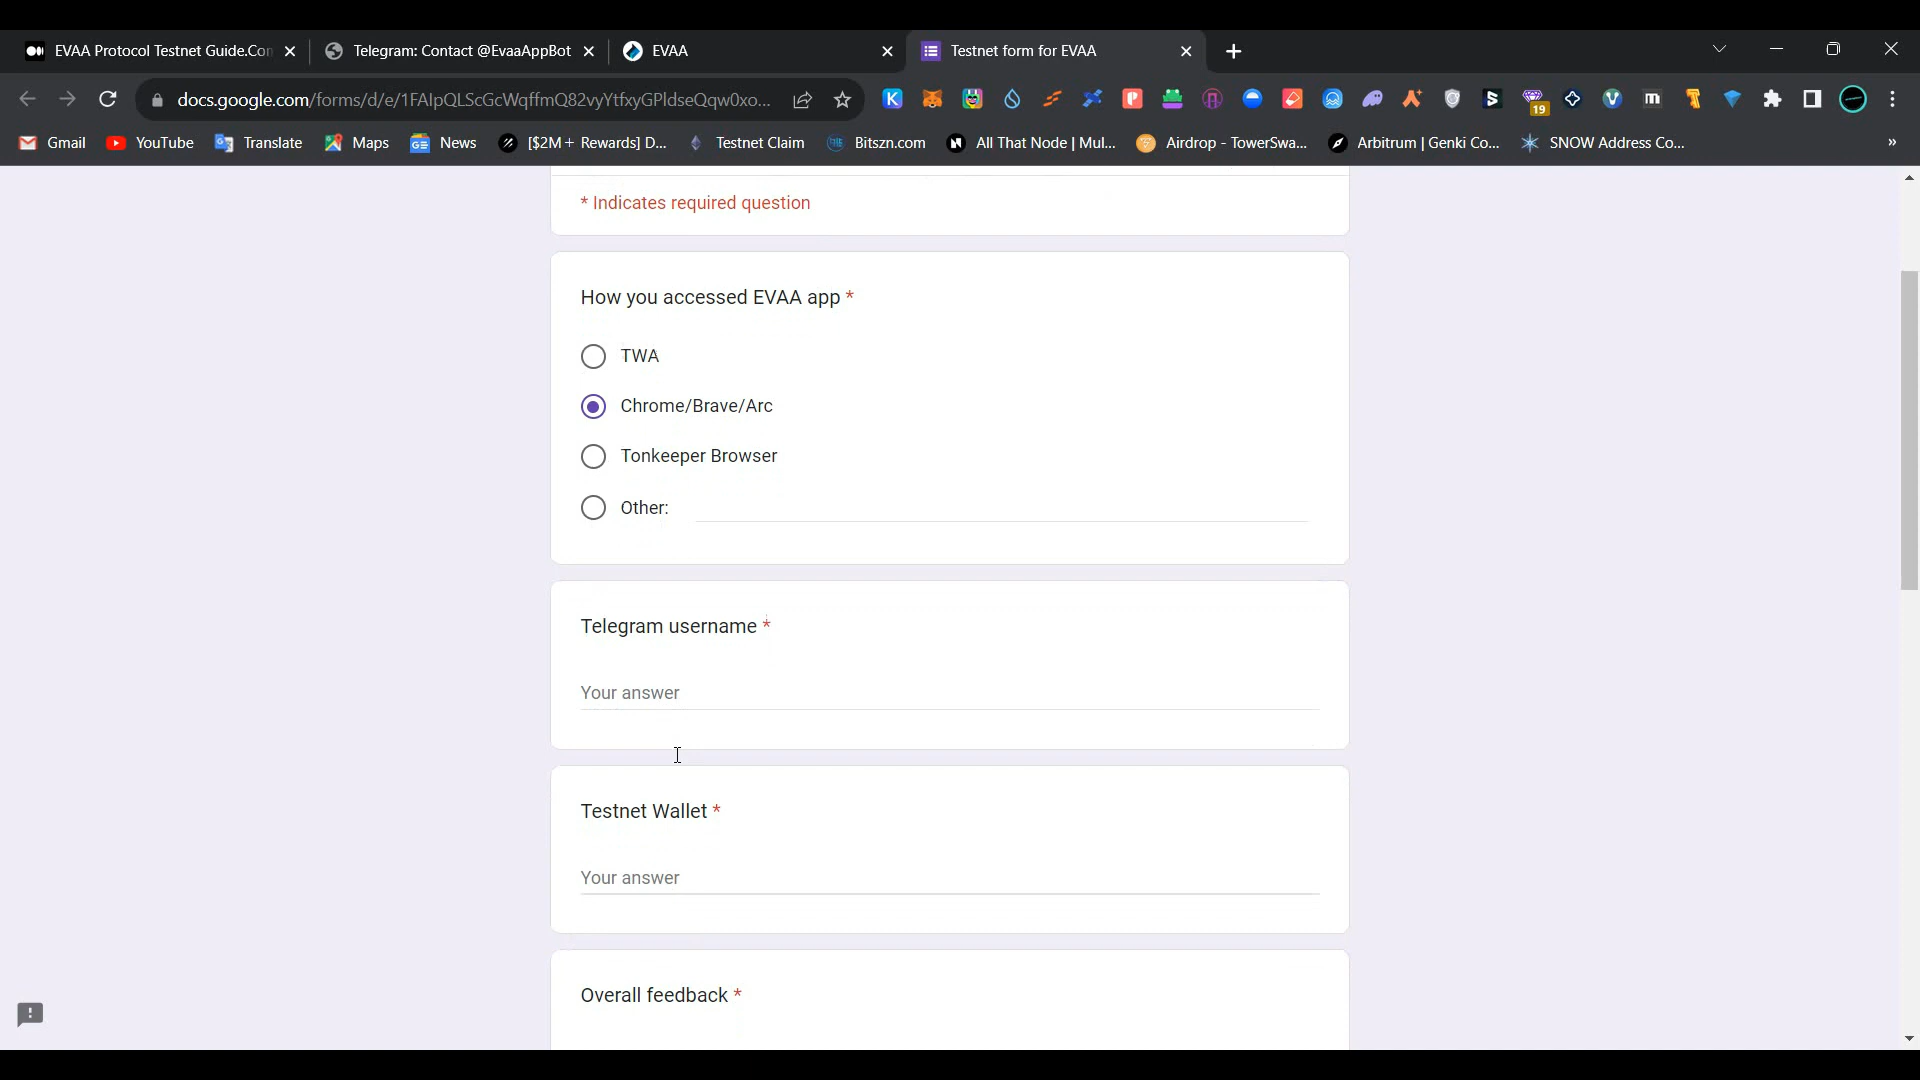 EVAA Protocol Testnet Guide.Con
Telegram: Contact @EvaaAppBot
EVAA
Testnet form for EVAA
docs.google.com/forms/d/e/1FAIpQLScGcWqffmQ82vyYtfxyGPldseQqw0xo...
19
Gmail
YouTube
Translate
Maps
News
[$2M+ Rewards] D...
Testnet Claim
Bitszn.com
All That Node | Mul...
Airdrop - TowerSwa...
Arbitrum | Genki Co...
SNOW Address Co...
»
* Indicates required question
How you accessed EVAA app *
TWA
Chrome/Brave/Arc
Tonkeeper Browser
Other:
Telegram username *
Your answer
Testnet Wallet *
Your answer
Overall feedback *